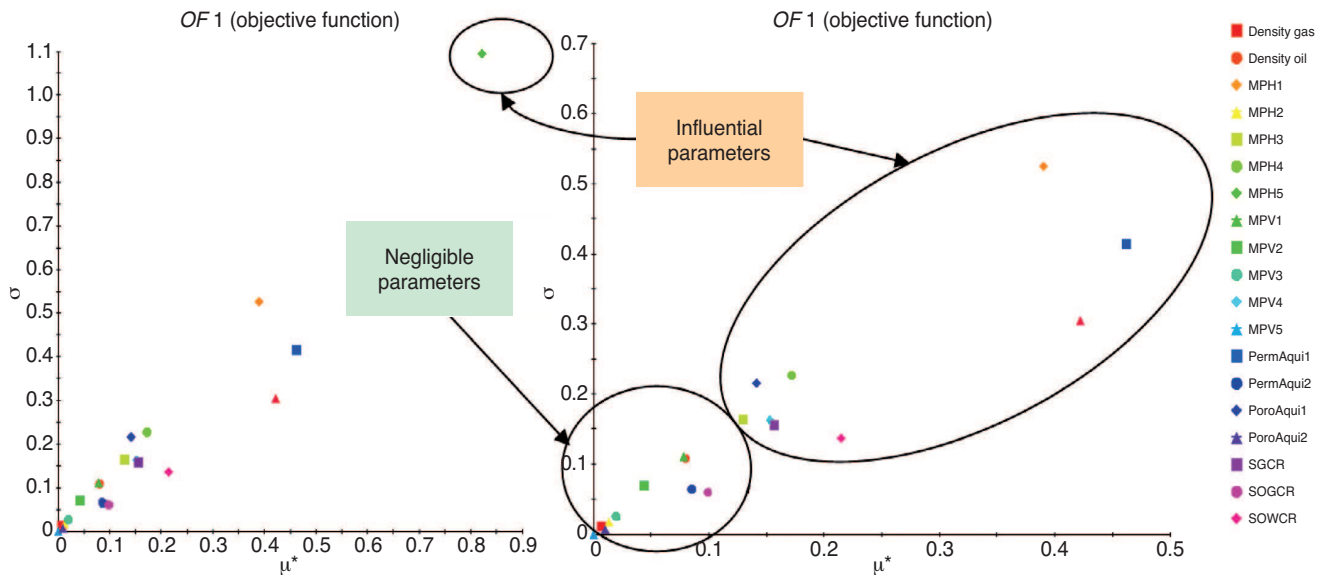 OF 1 (objective function)
OF 1 (objective function)
1.1
1.0
0.9
0.8
0.7
0.6
0.5
0.4
0.3
0.2
0.1
0
σ
0
0.1
0.2
0.3
0.4
0.5
0.6
0.7
0.8
0.9
μ*
Influential
parameters
Negligible
parameters
0.7
0.6
0.5
0.4
0.3
0.2
0.1
0
σ
0
0.1
0.2
0.3
0.4
0.5
μ*
Density gas
Density oil
MPH1
MPH2
MPH3
MPH4
MPH5
MPV1
MPV2
MPV3
MPV4
MPV5
PermAqui1
PermAqui2
PoroAqui1
PoroAqui2
SGCR
SOGCR
SOWCR